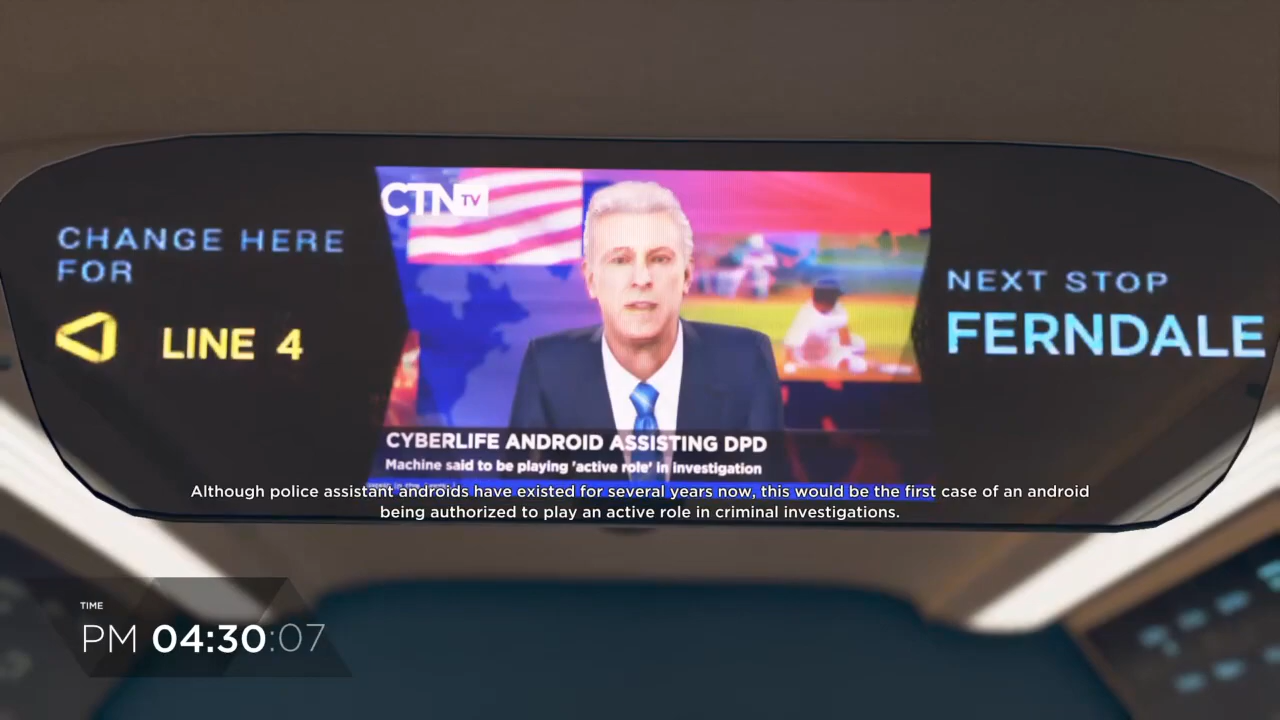 CTN TV
CHANGE HERE
FOR
LINE 4
NEXT STOP
FERNDALE
CYBERLIFE ANDROID ASSISTING DPD
Machine said to be playing 'active role' in investigation
Although police assistant androids have existed for several years now, this would be the first case of an android
being authorized to play an active role in criminal investigations.
TIME
PM 04:30:07